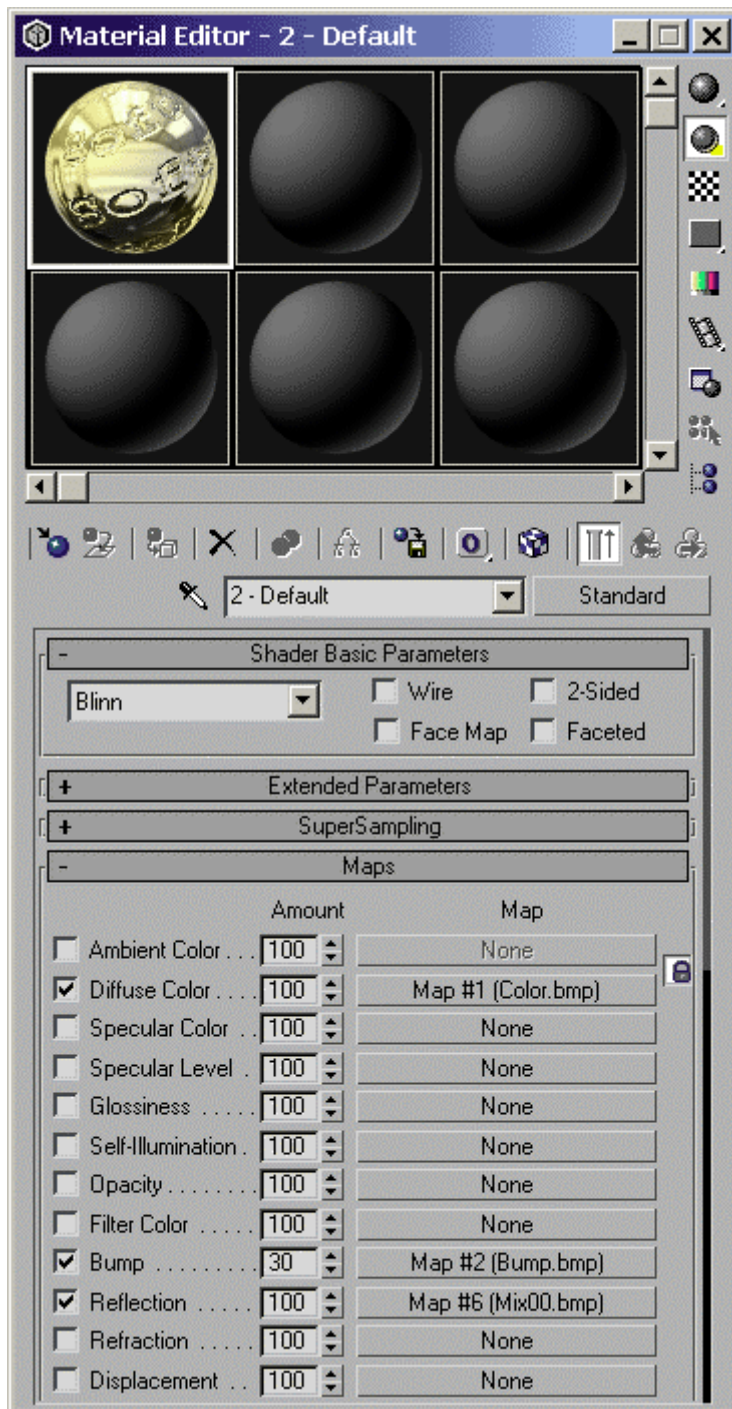 Material Editor - 2 - Default
2 - Default
Standard
- Shader Basic Parameters
Blinn
Wire
2-Sided
Face Map
Faceted
+ Extended Parameters
+ SuperSampling
- Maps
Amount Map
Ambient Color . . . 100 None
Diffuse Color . . . . 100 Map #1 (Color.bmp)
Specular Color . . 100 None
Specular Level . 100 None
Glossiness . . . . . 100 None
Self-Illumination . 100 None
Opacity . . . . . . . . 100 None
Filter Color . . . . . 100 None
Bump . . . . . . . . . 30 Map #2 (Bump.bmp)
Reflection . . . . . 100 Map #6 (Mix00.bmp)
Refraction . . . . . 100 None
Displacement . . 100 None